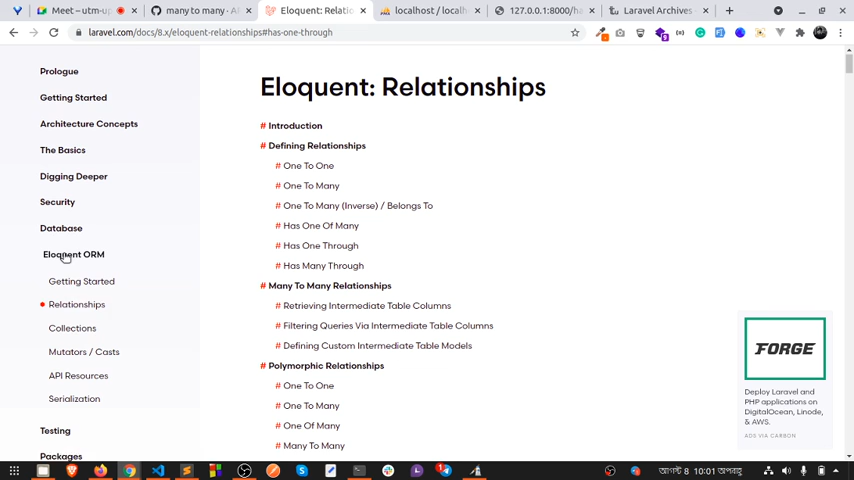 Meet – utm-up
many to many · A
Eloquent: Relatio
localhost / localh
127.0.0.1:8000/ha
Laravel Archives -
laravel.com/docs/8.x/eloquent-relationships#has-one-through
Prologue
Getting Started
Architecture Concepts
The Basics
Digging Deeper
Security
Database
Eloquent ORM
Getting Started
Relationships
Collections
Mutators / Casts
API Resources
Serialization
Testing
Packages
Eloquent: Relationships
# Introduction
# Defining Relationships
# One To One
# One To Many
# One To Many (Inverse) / Belongs To
# Has One Of Many
# Has One Through
# Has Many Through
# Many To Many Relationships
# Retrieving Intermediate Table Columns
# Filtering Queries Via Intermediate Table Columns
# Defining Custom Intermediate Table Models
# Polymorphic Relationships
# One To One
# One To Many
# One Of Many
# Many To Many
FORGE
Deploy Laravel and
PHP applications on
DigitalOcean, Linode,
& AWS.
ADS VIA CARBON
আগস্ট 8 10:01 অপরাহ্ণ